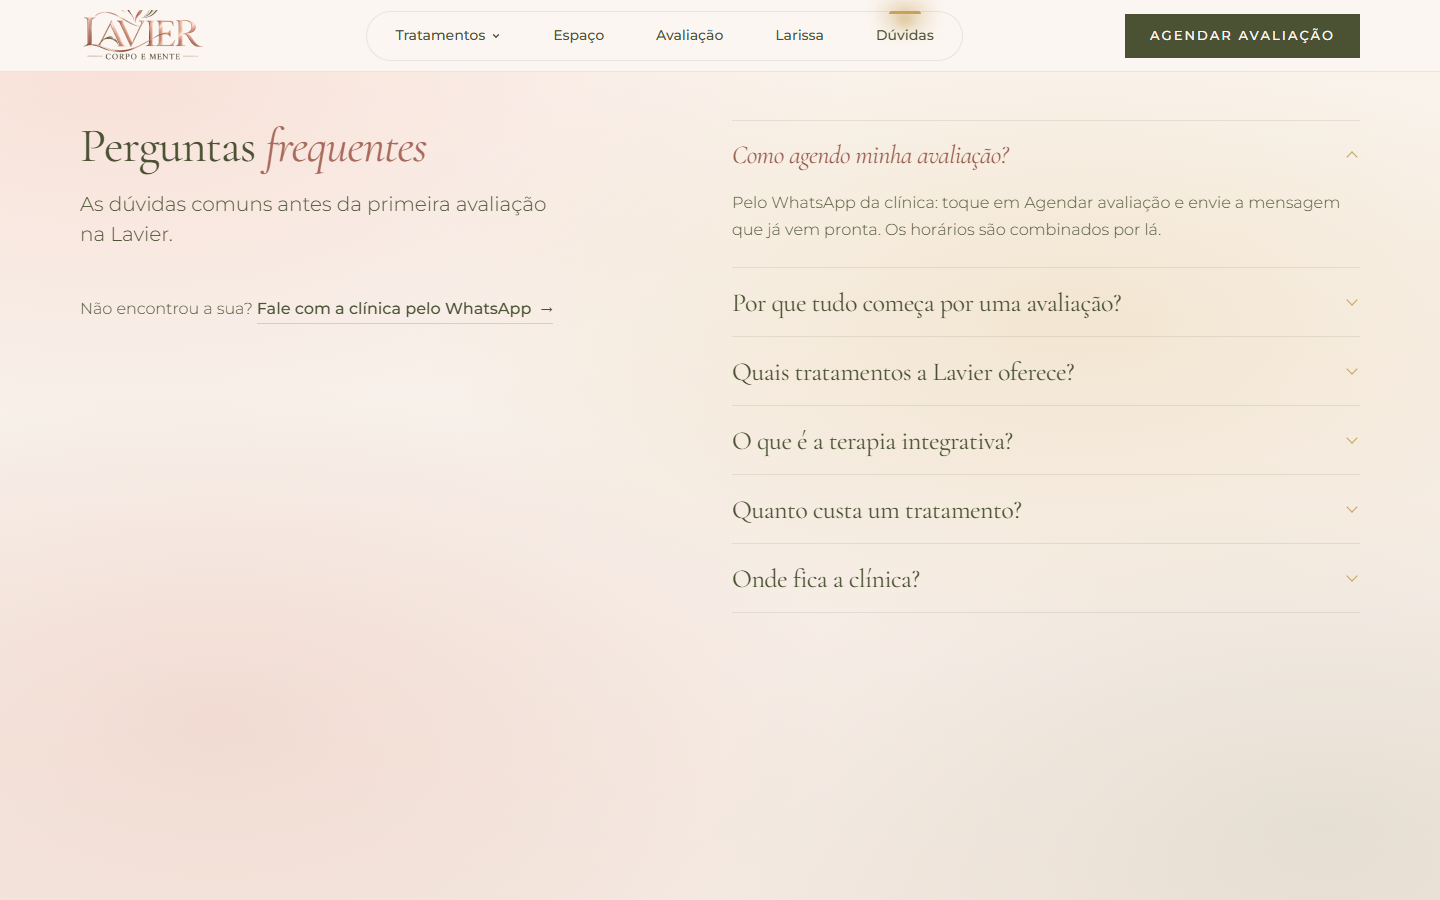 LAVIER
CORPO E MENTE
Tratamentos
Espaço
Avaliação
Larissa
Dúvidas
AGENDAR AVALIAÇÃO
Perguntas frequentes
As dúvidas comuns antes da primeira avaliação
na Lavier.
Não encontrou a sua? Fale com a clínica pelo WhatsApp →
Como agendo minha avaliação?
Pelo WhatsApp da clínica: toque em Agendar avaliação e envie a mensagem
que já vem pronta. Os horários são combinados por lá.
Por que tudo começa por uma avaliação?
Quais tratamentos a Lavier oferece?
O que é a terapia integrativa?
Quanto custa um tratamento?
Onde fica a clínica?